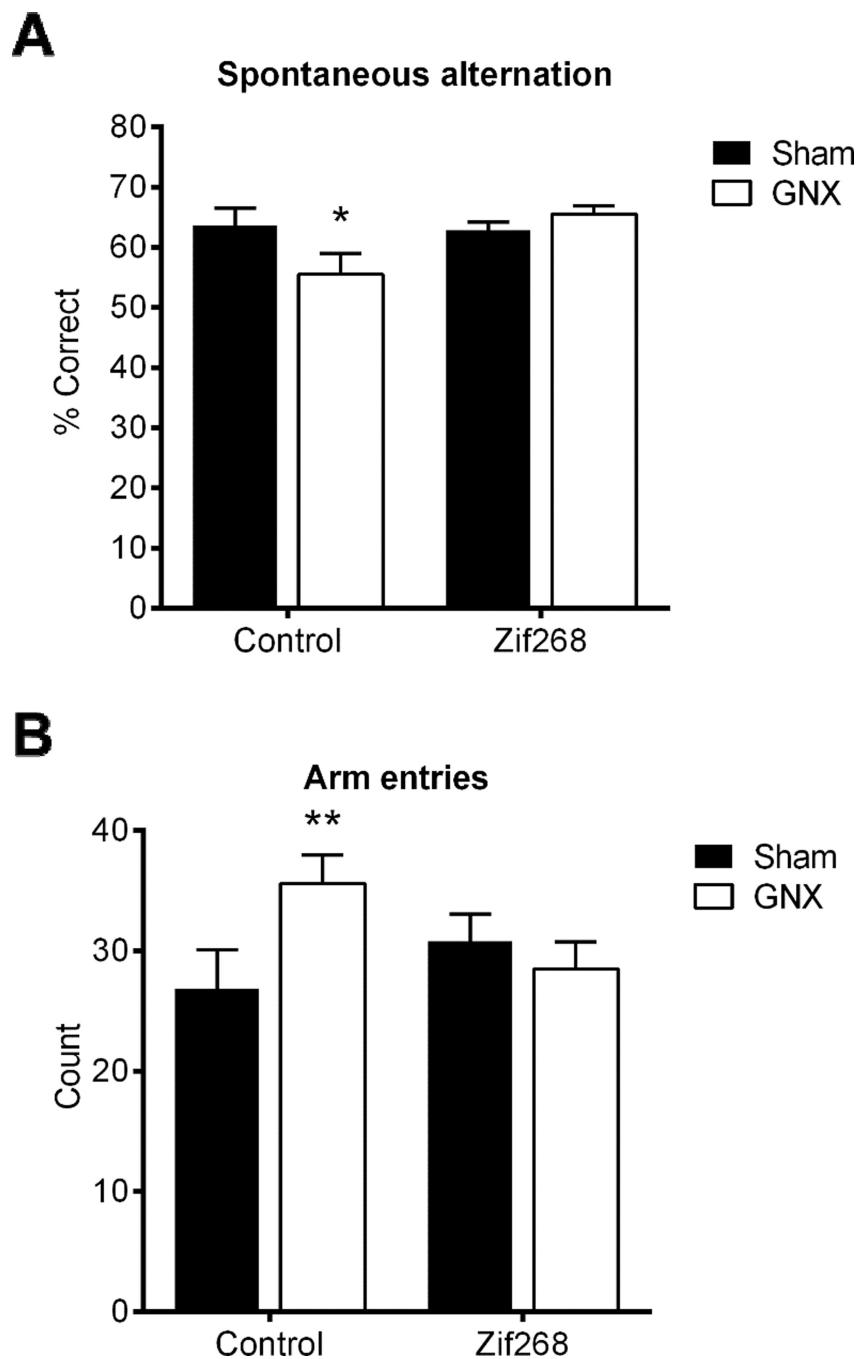 A
Spontaneous alternation
80
70
60
50
40
30
20
10
0
% Correct
*
Sham
GNX
Control Zif268
B
Arm entries
**
40
30
20
10
0
Count
Sham
GNX
Control Zif268